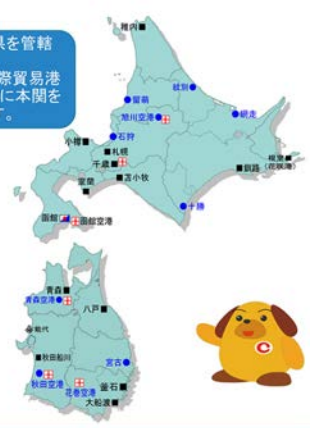 県を管轄
際貿易港
に本関を
。
稚内
紋別
留萌
旭川空港
網走
石狩
小樽
札幌
千歳
根室
(花咲港)
釧路
苫小牧
室蘭
十勝
函館
函館空港
青森
青森空港
八戸
能代
秋田船川
宮古
秋田空港
花巻空港
釜石
大船渡
C